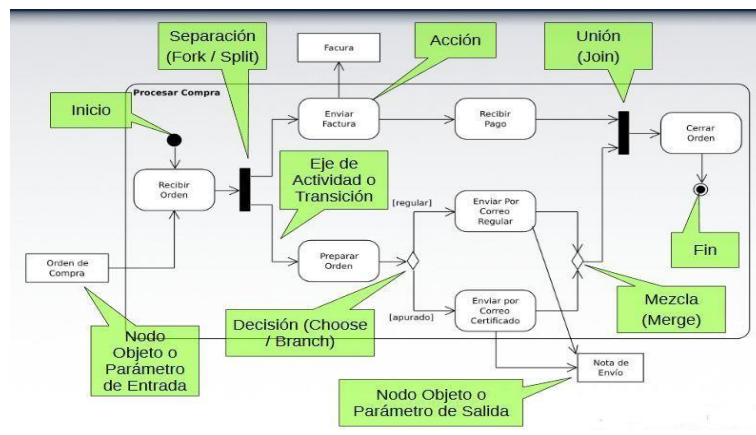 Separación
(Fork / Split)
Facura
Acción
Unión
(Join)
Procesar Compra
Inicio
Enviar
Factura
Recibir
Pago
Cerrar
Orden
Recibir
Orden
Eje de
Actividad o
Transición
[regular]
Enviar Por
Correo
Regular
Fin
Orden de
Compra
Preparar
Orden
Mezcla
(Merge)
Decisión (Choose
/ Branch)
[apurado]
Enviar por
Correo
Certificado
Nodo
Objeto o
Parámetro
de Entrada
Nota de
Envío
Nodo Objeto o
Parámetro de Salida